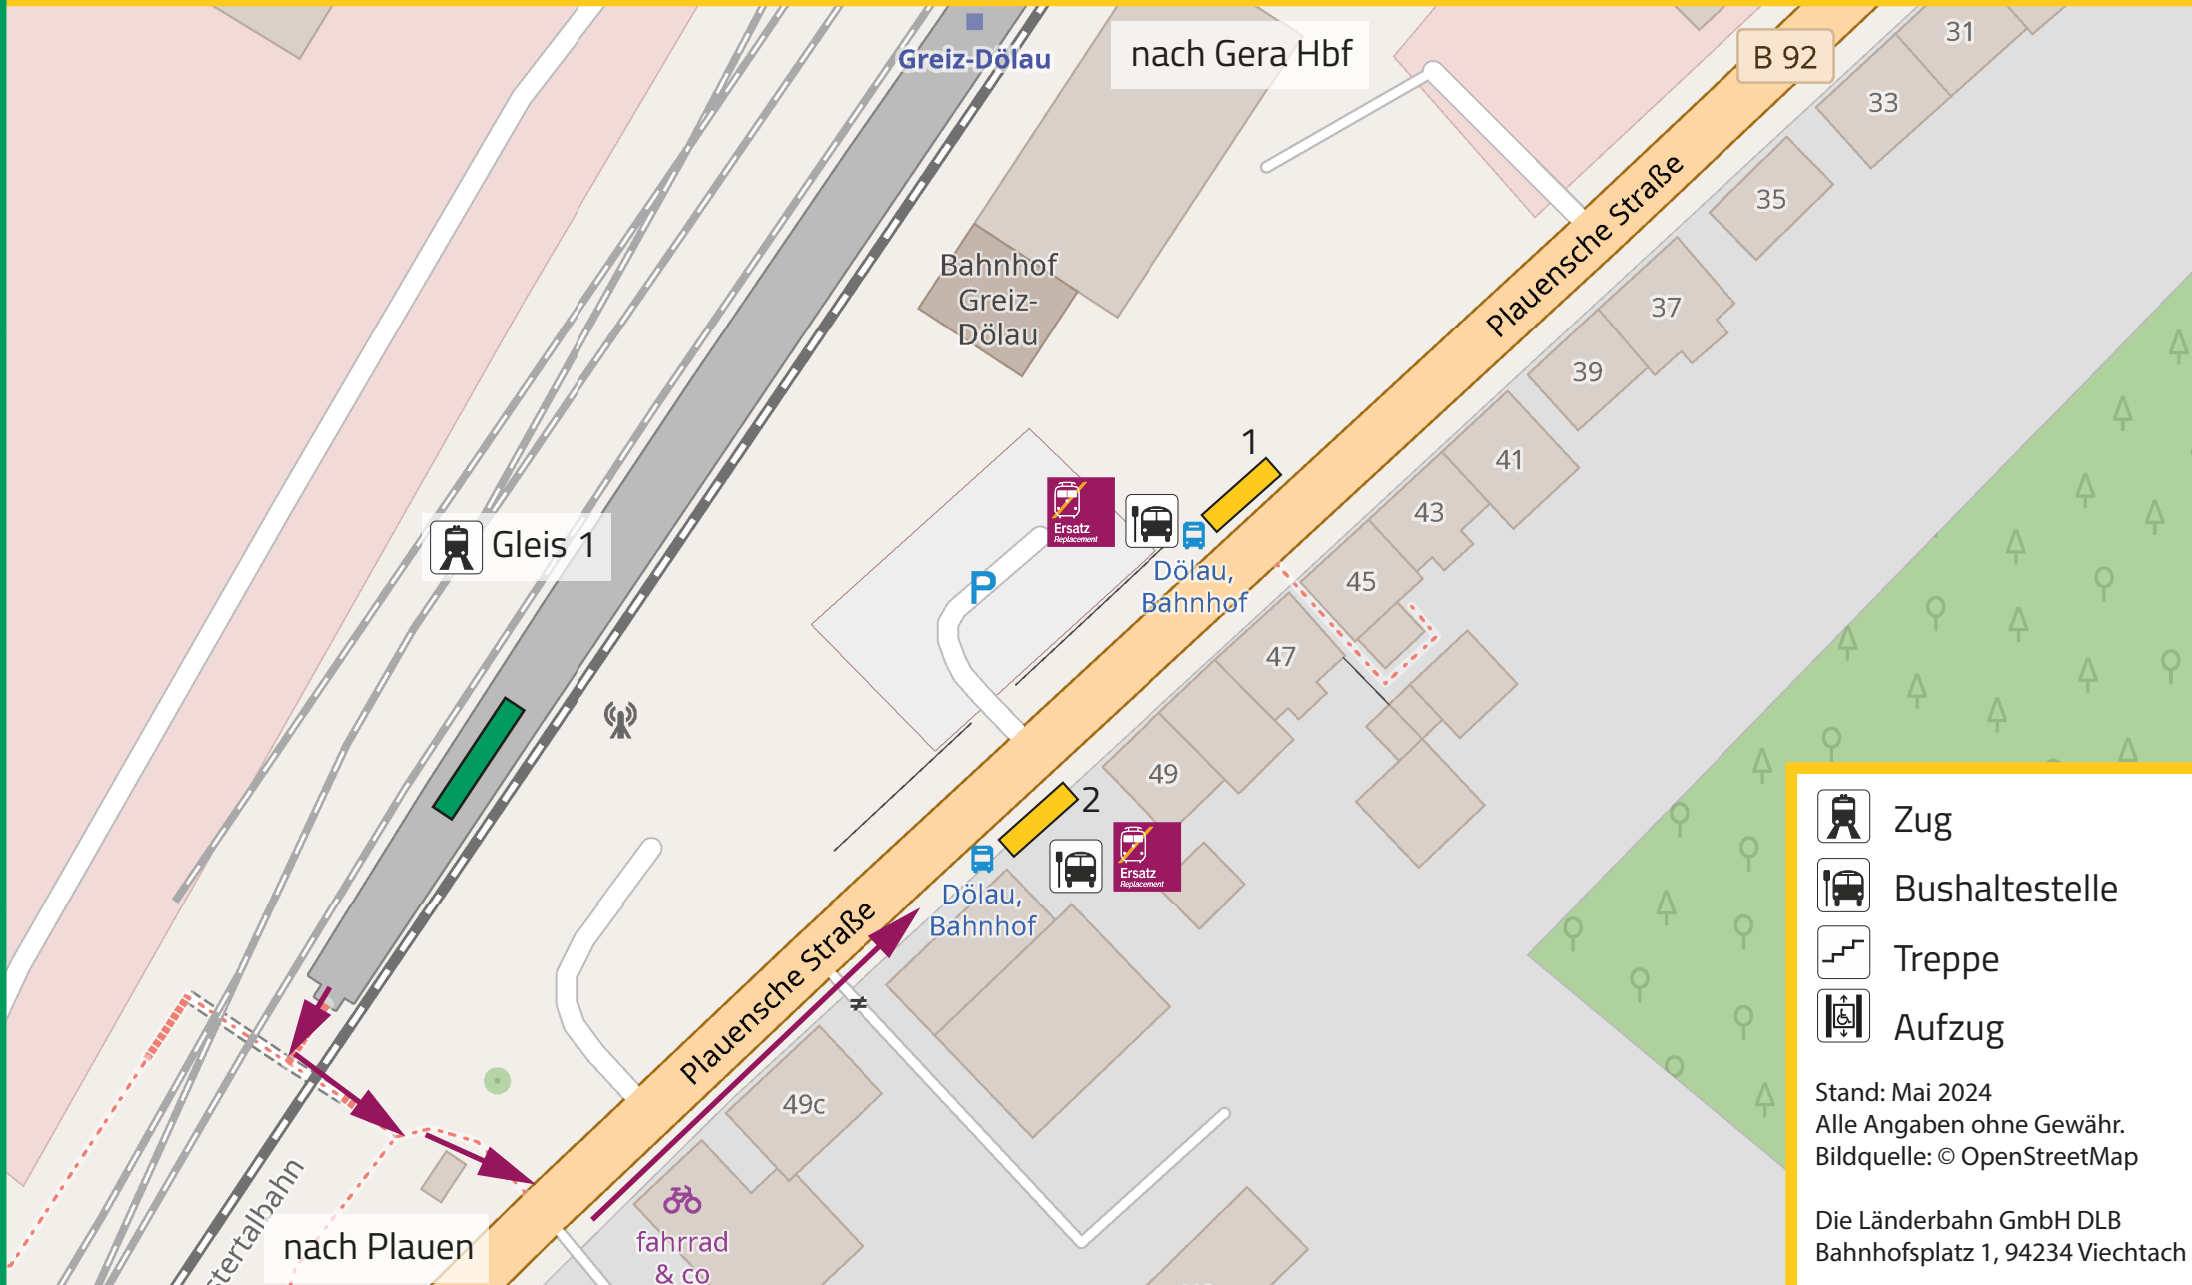 Greiz-Dölau
nach Gera Hbf
B 92
31
33
35
Plauensche Straße
Bahnhof
Greiz-
Dölau
37
39
1
41
Ersatz
Replacement
43
Gleis 1
P
Dölau,
Bahnhof
45
47
49
2
Ersatz
Replacement
Dölau,
Bahnhof
Plauensche Straße
≠
49c
stertalbahn
nach Plauen
fahrrad
& co
Zug
Bushaltestelle
Treppe
Aufzug
Stand: Mai 2024
Alle Angaben ohne Gewähr.
Bildquelle: © OpenStreetMap
Die Länderbahn GmbH DLB
Bahnhofsplatz 1, 94234 Viechtach